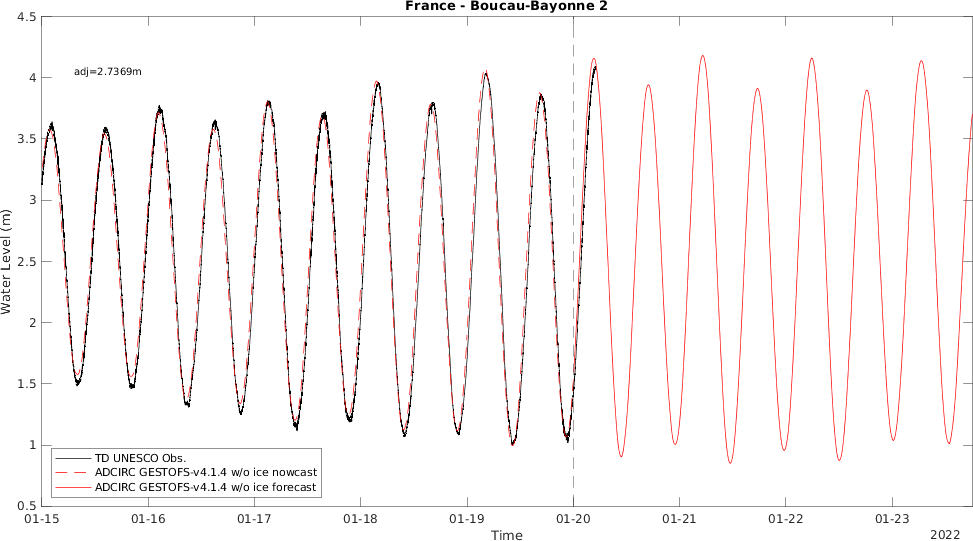 France - Boucau-Bayonne 2
4.5
4
3.5
3
2.5
2
1.5
1
0.5
Water Level (m)
adj=2.7369m
TD UNESCO Obs.
ADCIRC GESTOFS-v4.1.4 w/o ice nowcast
ADCIRC GESTOFS-v4.1.4 w/o ice forecast
01-15 01-16 01-17 01-18 01-19 01-20 01-21 01-22 01-23
Time
2022